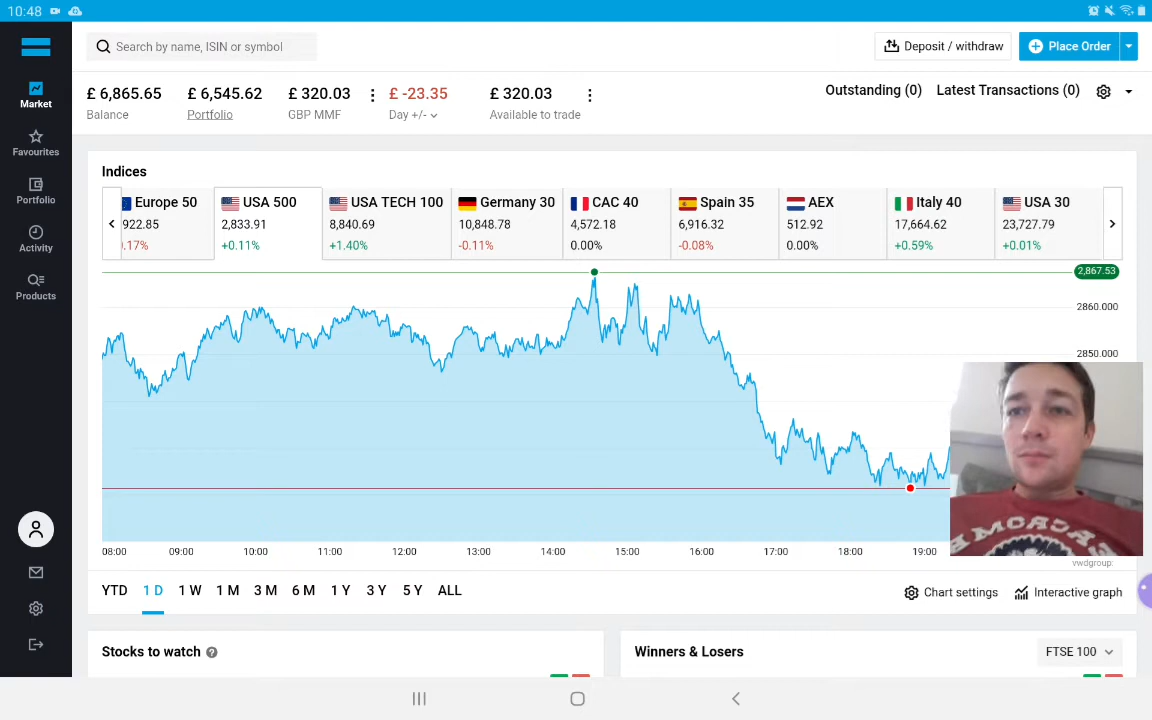 10:48
Search by name, ISIN or symbol
Deposit / withdraw
Place Order
Market
Favourites
Portfolio
Activity
Products
£ 6,865.65
£ 6,545.62
£ 320.03
£ -23.35
£ 320.03
Balance
Portfolio
GBP MMF
Day +/-
Available to trade
Outstanding (0)
Latest Transactions (0)
Indices
Europe 50
USA 500
USA TECH 100
Germany 30
CAC 40
Spain 35
AEX
Italy 40
USA 30
922.85
2,833.91
8,840.69
10,848.78
4,572.18
6,916.32
512.92
17,664.62
23,727.79
.17%
+0.11%
+1.40%
-0.11%
0.00%
-0.08%
0.00%
+0.59%
+0.01%
2,867.53
2860.000
2850.000
08:00
09:00
10:00
11:00
12:00
13:00
14:00
15:00
16:00
17:00
18:00
19:00
vwdgroup:
YTD
1 D
1 W
1 M
3 M
6 M
1 Y
3 Y
5 Y
ALL
Chart settings
Interactive graph
Stocks to watch
Winners & Losers
FTSE 100